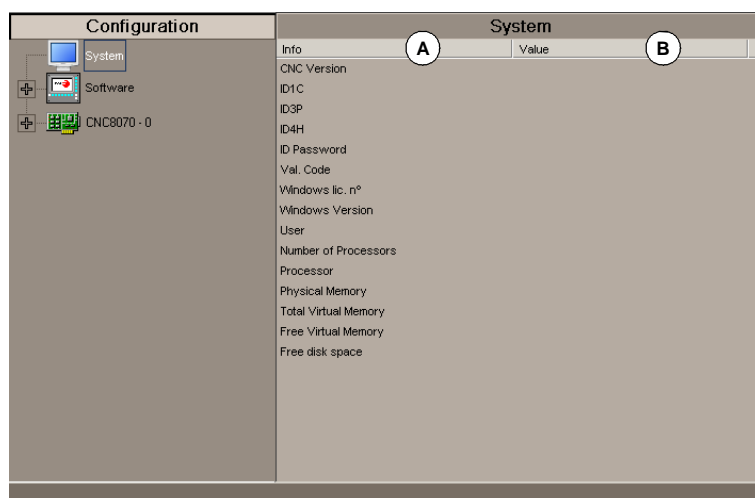 Configuration
System
Software
CNC8070 - 0
System
Info A Value B
CNC Version
ID1C
ID3P
ID4H
ID Password
Val. Code
Windows lic. nº
Windows Version
User
Number of Processors
Processor
Physical Memory
Total Virtual Memory
Free Virtual Memory
Free disk space